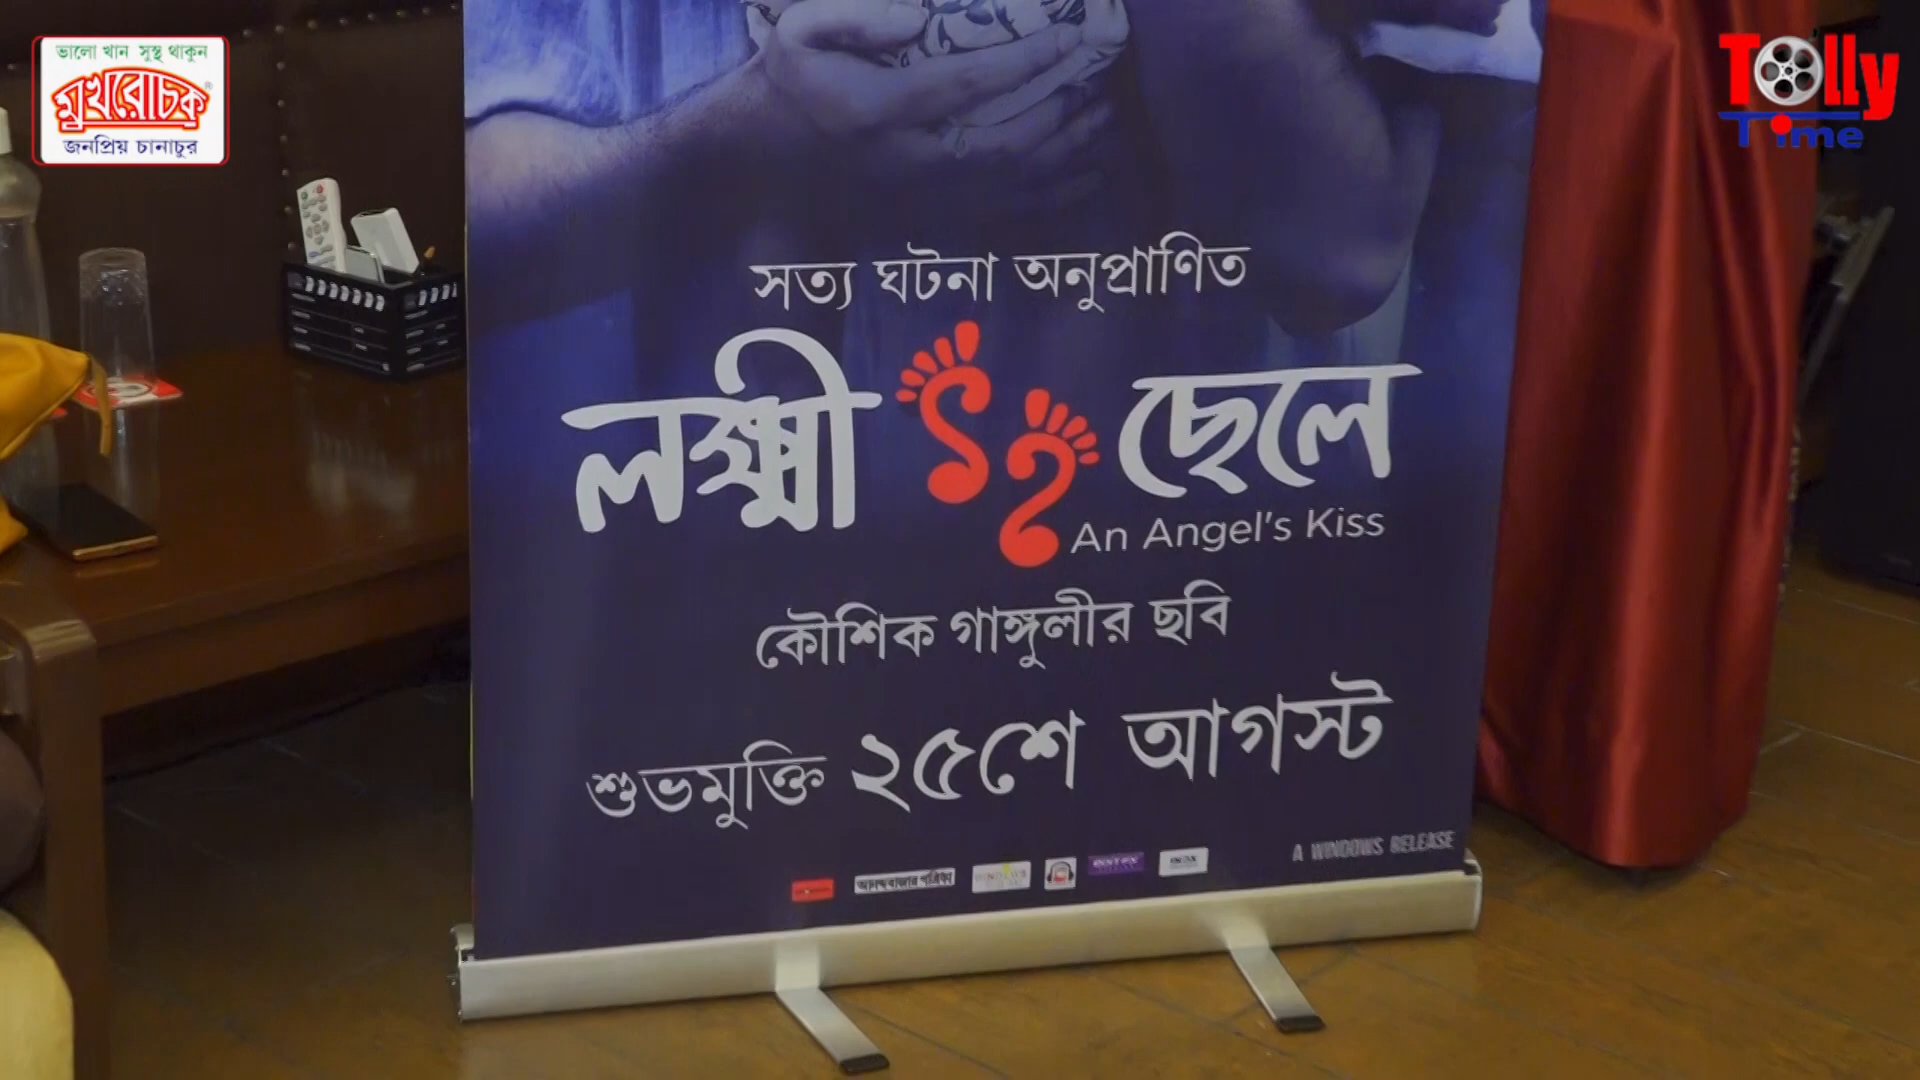 ভালো খান সুস্থ থাকুন
মুখরোচক
জনপ্রিয় চানাচুর
Tolly
Time
সত্য ঘটনা অনুপ্রাণিত
লক্ষ্মী ছেলে
An Angel's Kiss
কৌশিক গাঙ্গুলীর ছবি
শুভমুক্তি ২৫শে আগস্ট
A WINDOWS RELEASE
আনন্দবাজার পত্রিকা
INOX